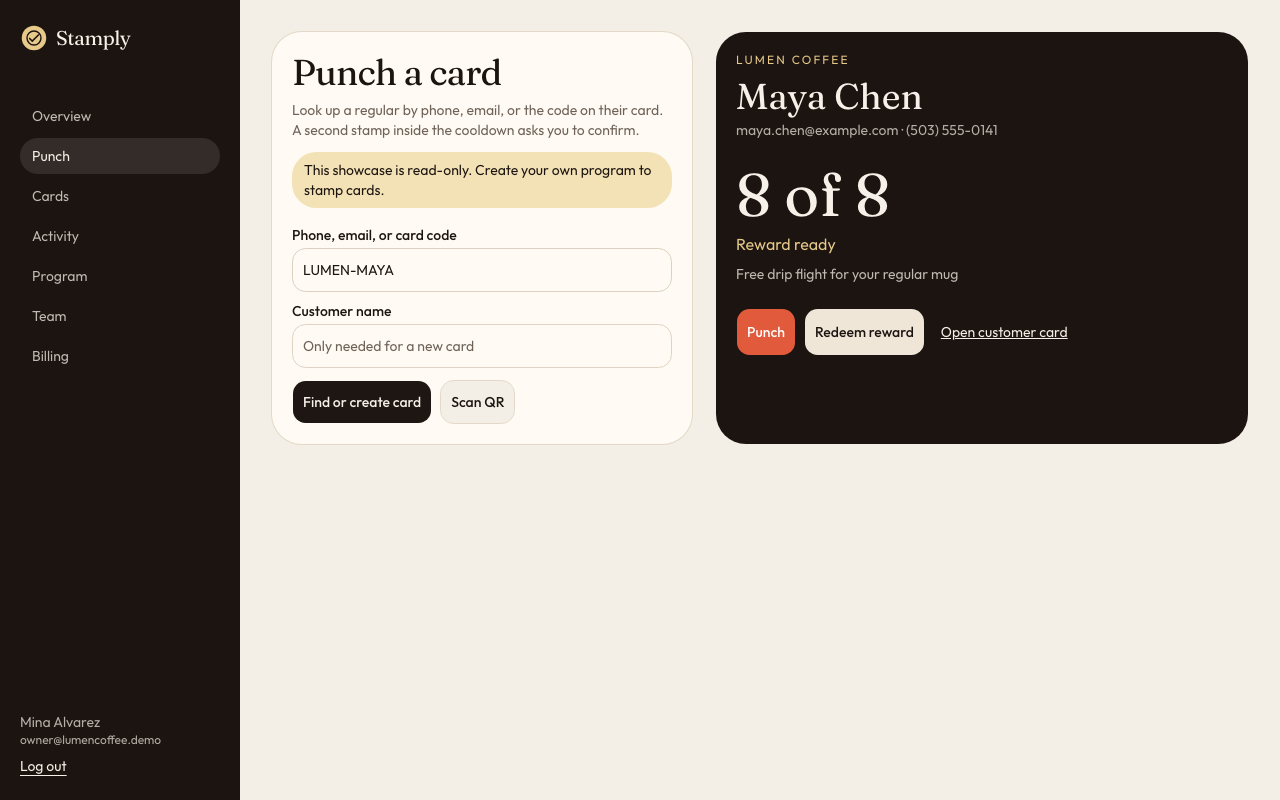 Stamply
Overview
Punch
Cards
Activity
Program
Team
Billing
Mina Alvarez
owner@lumencoffee.demo
Log out
Punch a card
Look up a regular by phone, email, or the code on their card.
A second stamp inside the cooldown asks you to confirm.
This showcase is read-only. Create your own program to
stamp cards.
Phone, email, or card code
LUMEN-MAYA
Customer name
Only needed for a new card
Find or create card
Scan QR
LUMEN COFFEE
Maya Chen
maya.chen@example.com · (503) 555-0141
8 of 8
Reward ready
Free drip flight for your regular mug
Punch
Redeem reward
Open customer card